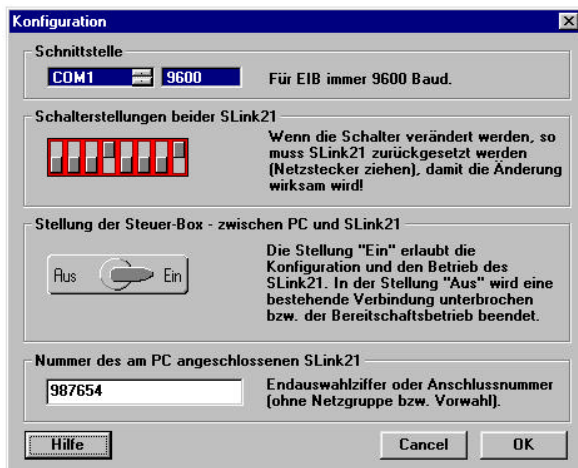 Konfiguration
Schnittstelle
COM1 9600 Für EIB immer 9600 Baud.
Schalterstellungen beider SLink21
Wenn die Schalter verändert werden, so
muss SLink21 zurückgesetzt werden
(Netzstecker ziehen), damit die Änderung
wirksam wird!
Stellung der Steuer-Box - zwischen PC und SLink21
Aus Ein
Die Stellung "Ein" erlaubt die
Konfiguration und den Betrieb des
SLink21. In der Stellung "Aus" wird eine
bestehende Verbindung unterbrochen
bzw. der Bereitschaftsbetrieb beendet.
Nummer des am PC angeschlossenen SLink21
987654
Endauswahlziffer oder Anschlussnummer
(ohne Netzgruppe bzw. Vorwahl).
Hilfe Cancel OK